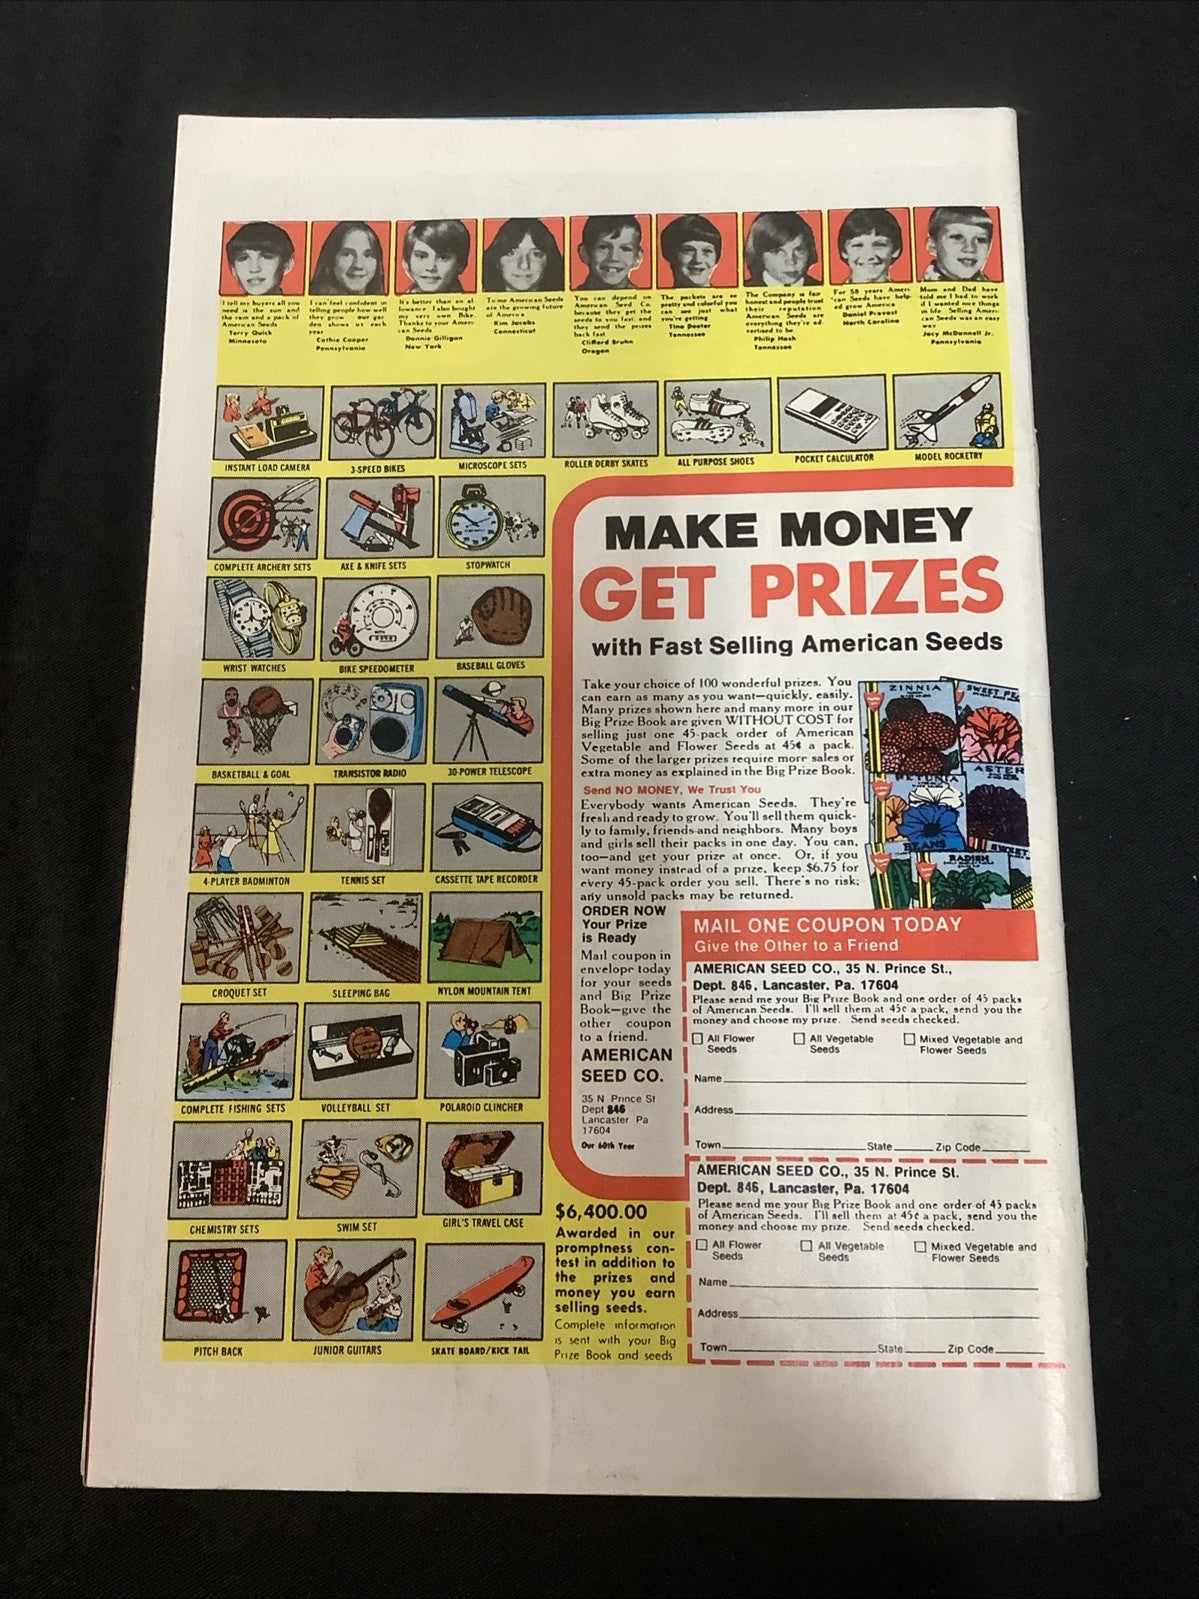 I tell my buyers all you
need is the sun and
the rain and a pack of
American Seeds
Terry Quick
Minnesota
I can feel confident in
telling people how well
they grow our gar
den shows us each
year
Cathie Cooper
Pennsylvania
It's better than an al
lowance I also bought
my very own Bike.
Thanks to your Ameri-
can Seeds
Donnie Gilligan
New York
To me American Seeds
are the growing future
of America
Kim Jacobs
Connecticut
You can depend on
American Seed Co.
because they get the
seeds to you fast, and
they send the prizes
back fast
Clifford Bruhn
Oregon
The packets are so
pretty and colorful you
can see just what
you're getting
Tina Deeter
Tennessee
The Company is fair
honest and people trust
their reputation
American Seeds are
everything they're ad-
vertised to be
Philip Hash
Tennessee
For 58 years Ameri-
can Seeds have help-
ed grow America
Daniel Provost
North Carolina
Mom and Dad have
told me I had to work
if I wanted nice things
in life. Selling Ameri-
can Seeds was an easy
way
Jacy McDonnell Jr.
Pennsylvania
INSTANT LOAD CAMERA
3-SPEED BIKES
MICROSCOPE SETS
ROLLER DERBY SKATES
ALL PURPOSE SHOES
POCKET CALCULATOR
MODEL ROCKETRY
COMPLETE ARCHERY SETS
AXE & KNIFE SETS
STOPWATCH
WRIST WATCHES
BIKE SPEEDOMETER
BASEBALL GLOVES
BASKETBALL & GOAL
TRANSISTOR RADIO
30-POWER TELESCOPE
4-PLAYER BADMINTON
TENNIS SET
CASSETTE TAPE RECORDER
CROQUET SET
SLEEPING BAG
NYLON MOUNTAIN TENT
COMPLETE FISHING SETS
VOLLEYBALL SET
POLAROID CLINCHER
CHEMISTRY SETS
SWIM SET
GIRL'S TRAVEL CASE
PITCH BACK
JUNIOR GUITARS
SKATE BOARD/KICK TAIL
MAKE MONEY
GET PRIZES
with Fast Selling American Seeds
Take your choice of 100 wonderful prizes. You
can earn as many as you want—quickly, easily.
Many prizes shown here and many more in our
Big Prize Book are given WITHOUT COST for
selling just one 45-pack order of American
Vegetable and Flower Seeds at 45¢ a pack.
Some of the larger prizes require more sales or
extra money as explained in the Big Prize Book.
Send NO MONEY, We Trust You
Everybody wants American Seeds. They're
fresh and ready to grow. You'll sell them quick-
ly to family, friends and neighbors. Many boys
and girls sell their packs in one day. You can,
too—and get your prize at once. Or, if you
want money instead of a prize, keep $6.75 for
every 45-pack order you sell. There's no risk;
any unsold packs may be returned.
ZINNIA
SWEET PE
ASTER
PETUNIA
BEANS
RADISH
SWEET
ORDER NOW
Your Prize
is Ready
Mail coupon in
envelope today
for your seeds
and Big Prize
Book—give the
other coupon
to a friend.
AMERICAN
SEED CO.
35 N Prince St
Dept 846
Lancaster Pa
17604
Our 60th Year
$6,400.00
Awarded in our
promptness con-
test in addition to
the prizes and
money you earn
selling seeds.
Complete information
is sent with your Big
Prize Book and seeds
MAIL ONE COUPON TODAY
Give the Other to a Friend
AMERICAN SEED CO., 35 N. Prince St.,
Dept. 846, Lancaster, Pa. 17604
Please send me your Big Prize Book and one order of 45 packs
of American Seeds. I'll sell them at 45¢ a pack, send you the
money and choose my prize. Send seeds checked.
All Flower Seeds
All Vegetable Seeds
Mixed Vegetable and Flower Seeds
Name
Address
Town State Zip Code
AMERICAN SEED CO., 35 N. Prince St.
Dept. 846, Lancaster, Pa. 17604
Please send me your Big Prize Book and one order of 45 packs
of American Seeds. I'll sell them at 45¢ a pack, send you the
money and choose my prize. Send seeds checked.
All Flower Seeds
All Vegetable Seeds
Mixed Vegetable and Flower Seeds
Name
Address
Town State Zip Code